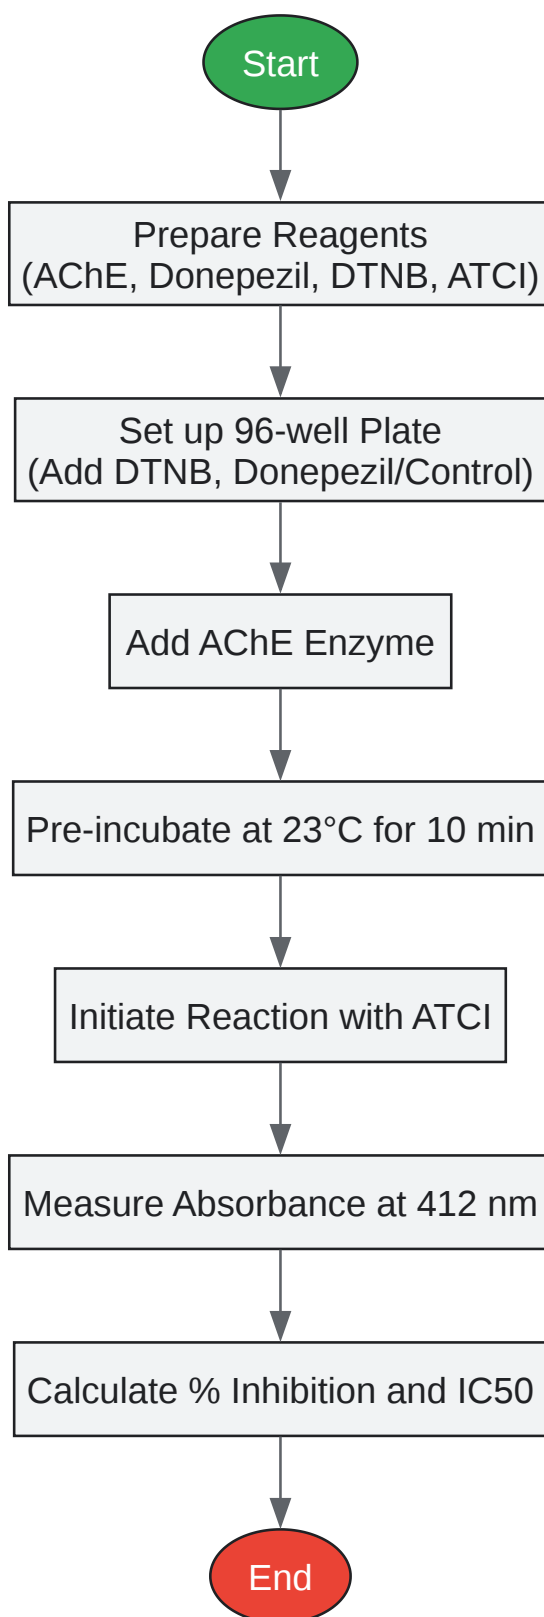 Start
Prepare Reagents
(AChE, Donepezil, DTNB, ATCI)
Set up 96-well Plate
(Add DTNB, Donepezil/Control)
Add AChE Enzyme
Pre-incubate at 23°C for 10 min
Initiate Reaction with ATCI
Measure Absorbance at 412 nm
Calculate % Inhibition and IC50
End